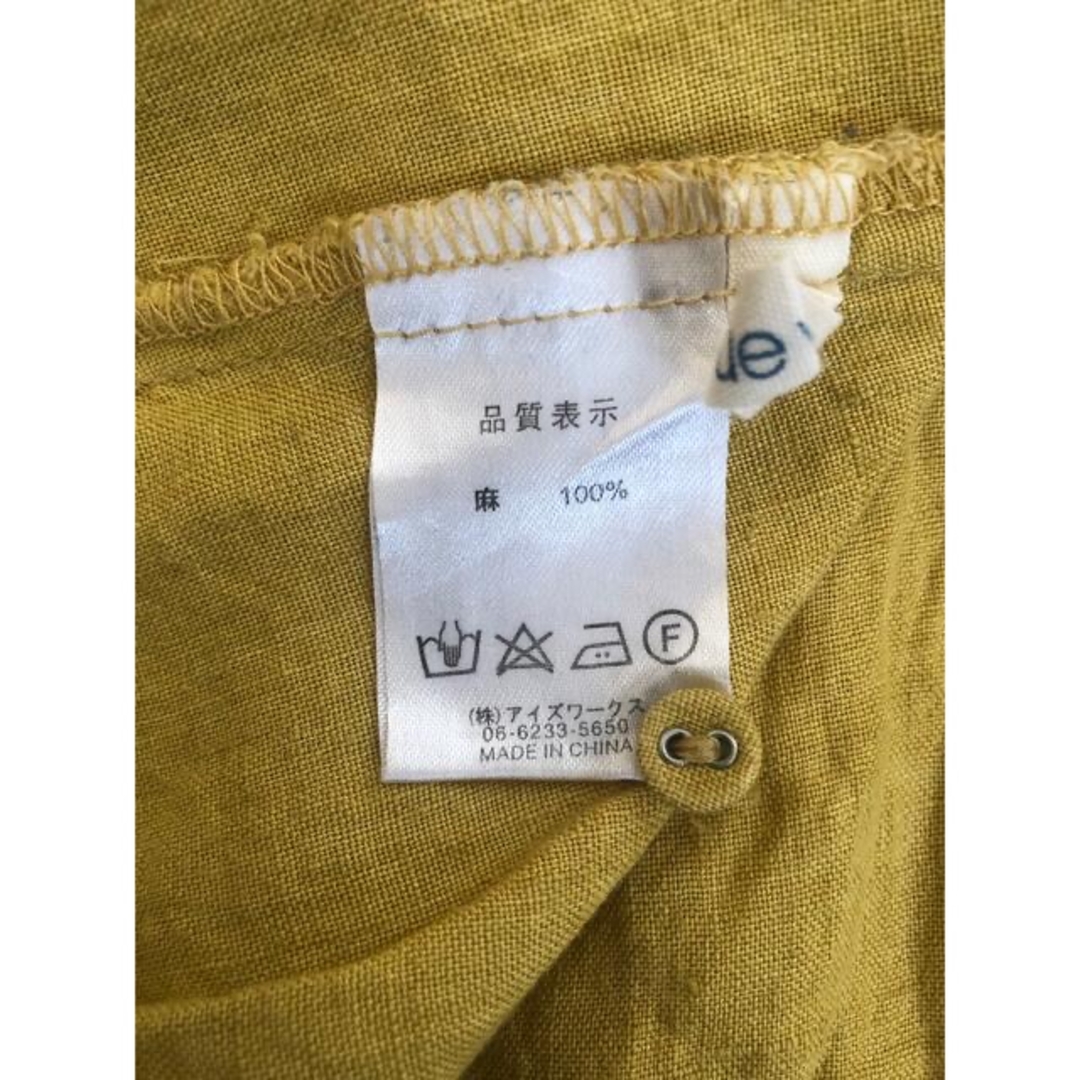 ue
品質表示
麻 100%
F
(株)アイズワークス
06-6233-5650
MADE IN CHINA